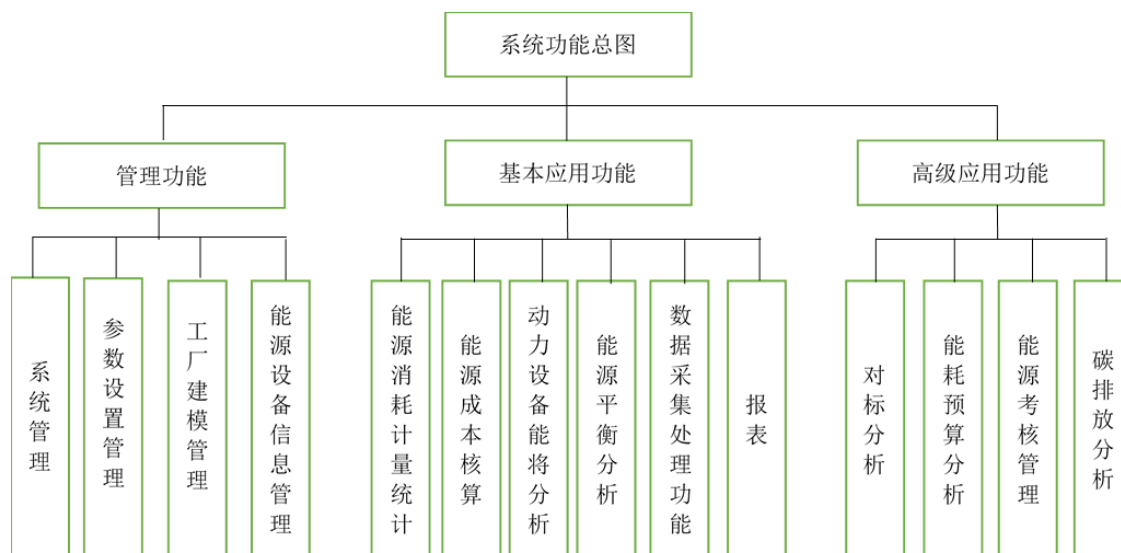 系统功能总图
管理功能
基本应用功能
高级应用功能
系统管理
参数设置管理
工厂建模管理
能源设备信息管理
能源消耗计量统计
能源成本核算
动力设备能将分析
能源平衡分析
数据采集处理功能
报表
对标分析
能耗预算分析
能源考核管理
碳排放分析